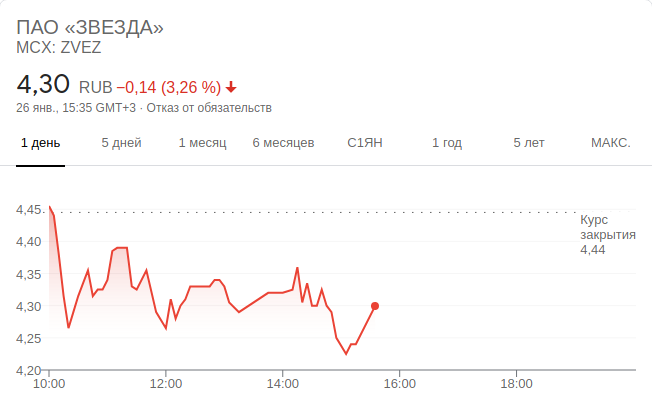 ПАО «ЗВЕЗДА»
MCX: ZVEZ
4,30 RUB −0,14 (3,26 %)
26 янв., 15:35 GMT+3 · Отказ от обязательств
1 день 5 дней 1 месяц 6 месяцев С1ЯН 1 год 5 лет МАКС.
4,45
Курс
закрытия
4,44
4,40
4,35
4,30
4,25
4,20
10:00 12:00 14:00 16:00 18:00